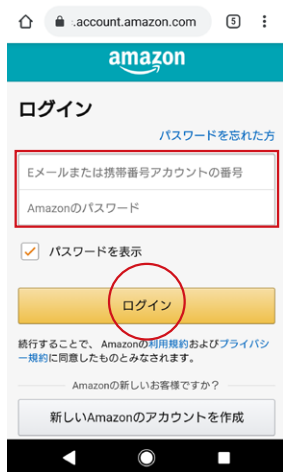 :.account.amazon.com
5
amazon
ログイン
パスワードを忘れた方
Eメールまたは携帯番号アカウントの番号
Amazonのパスワード
パスワードを表示
ログイン
続行することで、Amazonの利用規約およびプライバシ
ー規約に同意したものとみなされます。
Amazonの新しいお客様ですか？
新しいAmazonのアカウントを作成